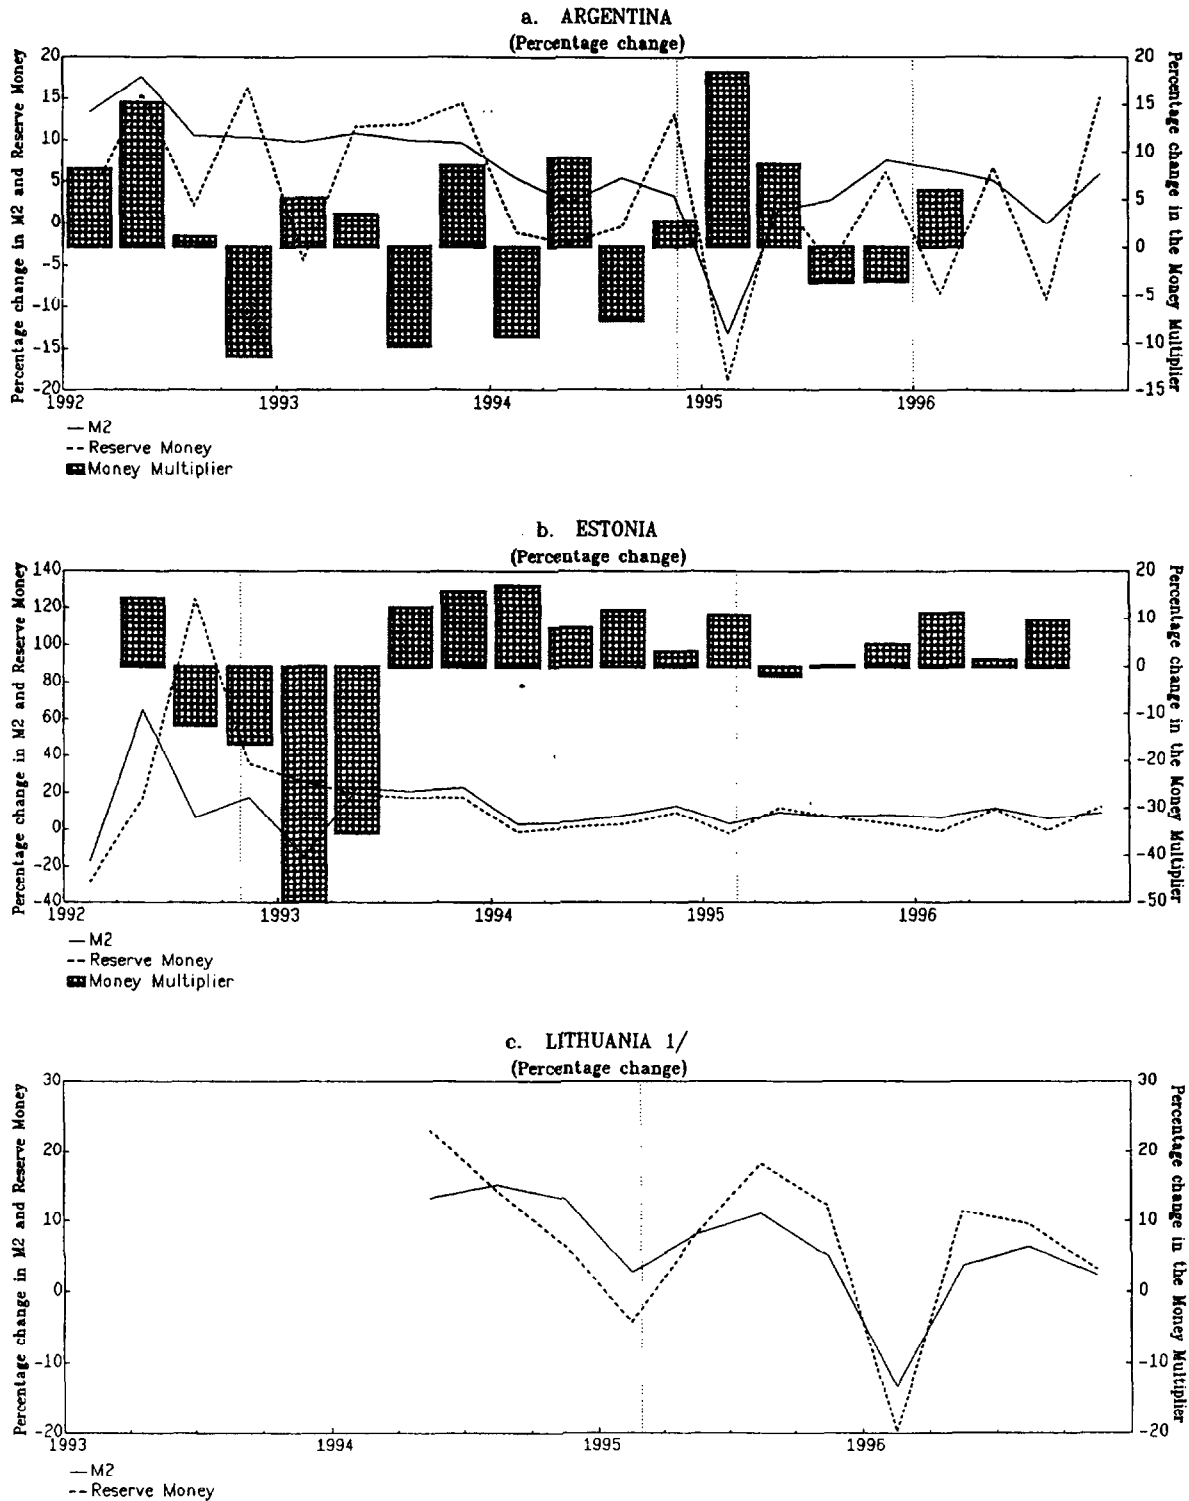 a. ARGENTINA
(Percentage change)
Percentage change in M2 and Reserve Money
20
15
10
5
0
-5
-10
-15
-20
Percentage change in the Money Multiplier
20
15
10
5
0
-5
-10
-15
1992 1993 1994 1995 1996
M2
Reserve Money
Money Multiplier
b. ESTONIA
(Percentage change)
Percentage change in M2 and Reserve Money
140
120
100
80
60
40
20
0
-20
-40
Percentage change in the Money Multiplier
20
10
0
-10
-20
-30
-40
-50
1992 1993 1994 1995 1996
M2
Reserve Money
Money Multiplier
c. LITHUANIA 1/
(Percentage change)
Percentage change in M2 and Reserve Money
30
20
10
0
-10
-20
Percentage change in the Money Multiplier
30
20
10
0
-10
-20
1993 1994 1995 1996
M2
Reserve Money